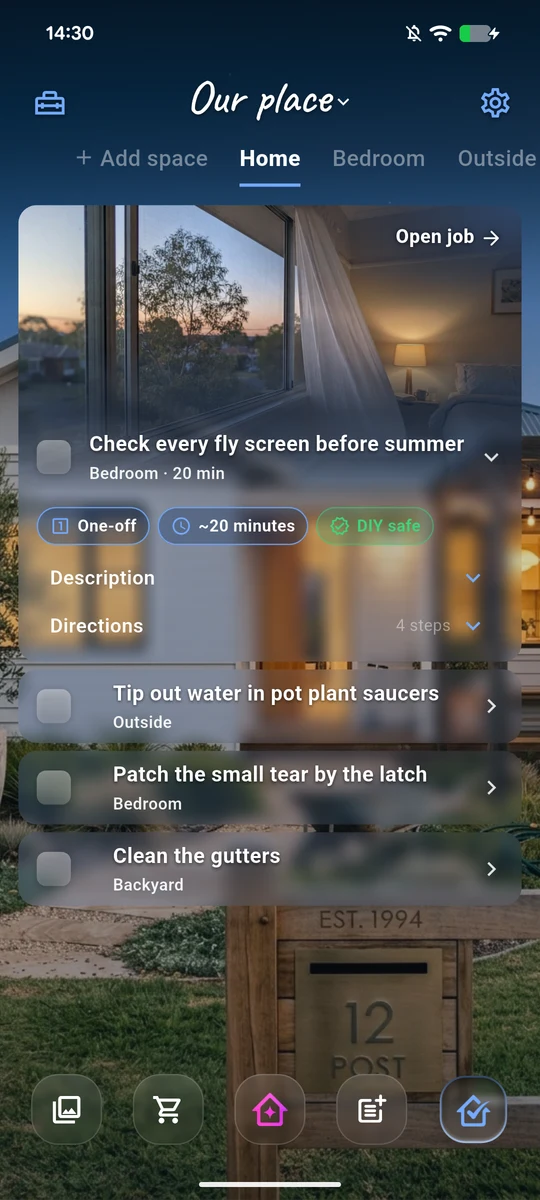 14:30
Our place
+ Add space
Home
Bedroom
Outside
Open job →
Check every fly screen before summer
Bedroom · 20 min
1 One-off
~20 minutes
DIY safe
Description
Directions
4 steps
Tip out water in pot plant saucers
Outside
Patch the small tear by the latch
Bedroom
Clean the gutters
Backyard
EST. 1994
12
POST